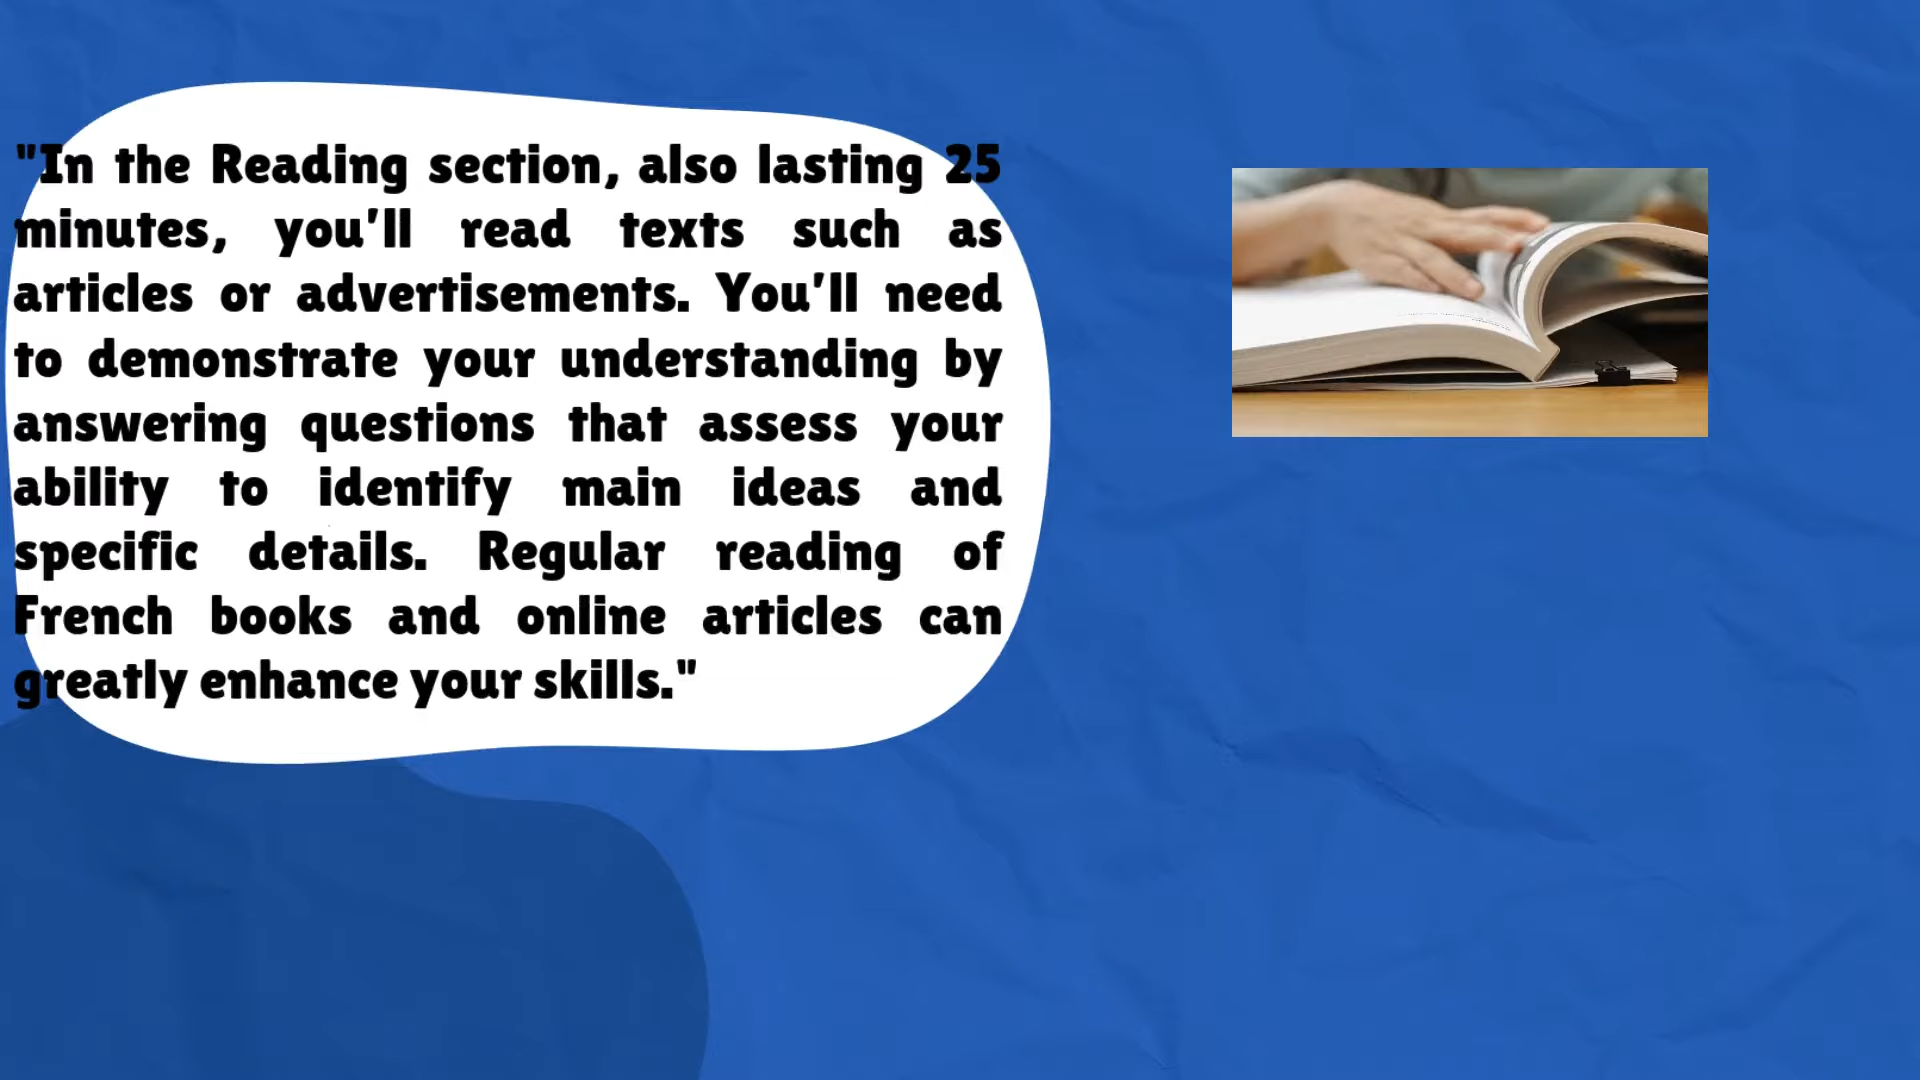 "In the Reading section, also lasting 25
minutes, you'll read texts such as
articles or advertisements. You'll need
to demonstrate your understanding by
answering questions that assess your
ability to identify main ideas and
specific details. Regular reading of
French books and online articles can
greatly enhance your skills."